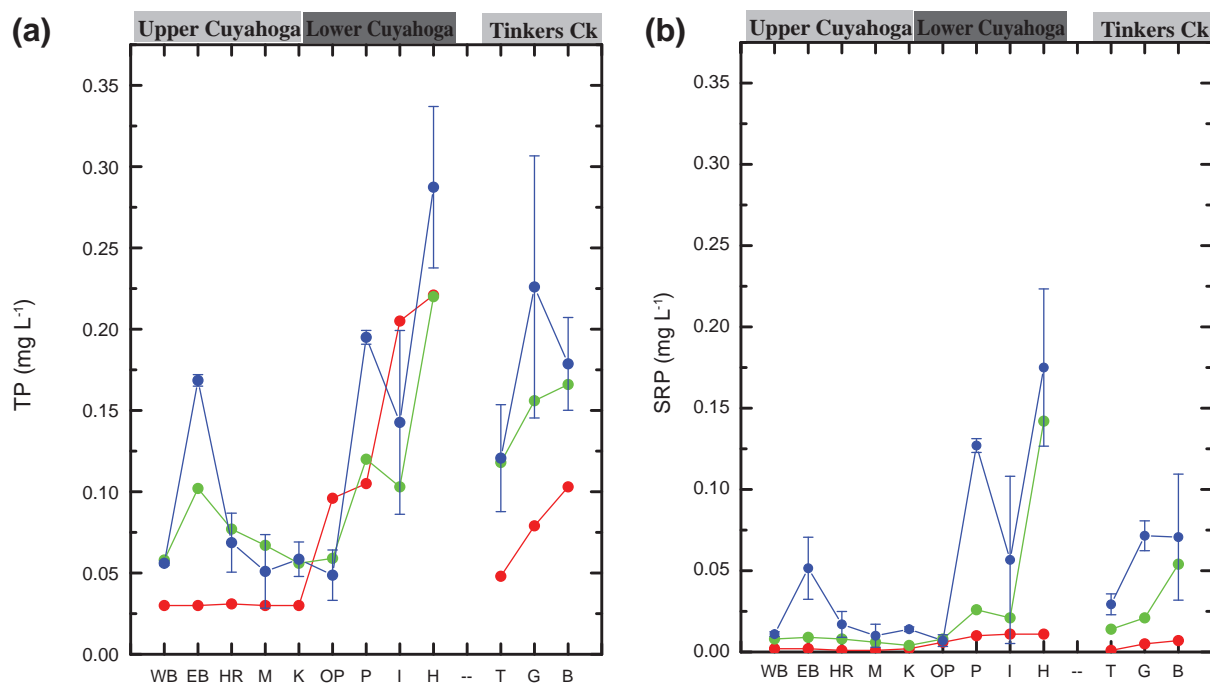 (a)
Upper Cuyahoga Lower Cuyahoga Tinkers Ck
0.35
0.30
0.25
0.20
0.15
0.10
0.05
0.00
TP (mg L-1)
WB EB HR M K OP P I H -- T G B
(b)
Upper Cuyahoga Lower Cuyahoga Tinkers Ck
0.35
0.30
0.25
0.20
0.15
0.10
0.05
0.00
SRP (mg L-1)
WB EB HR M K OP P I H -- T G B